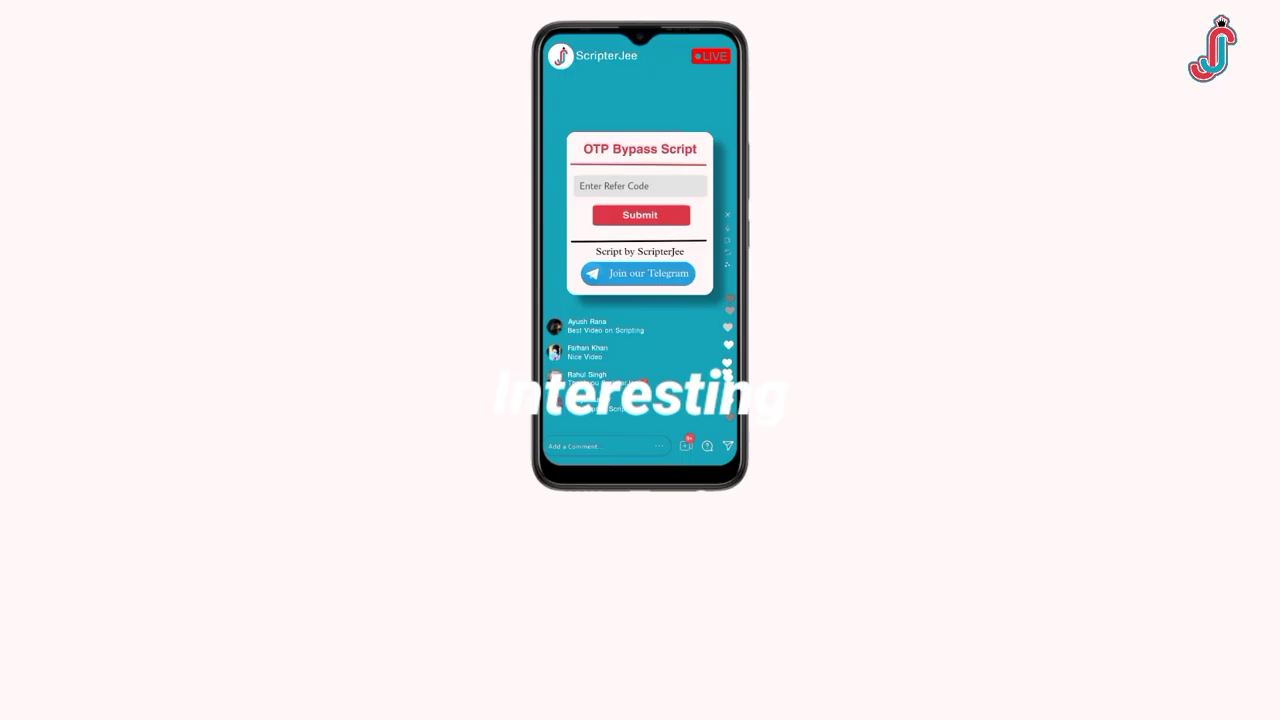 ScripterJee
LIVE
OTP Bypass Script
Enter Refer Code
Submit
Script by ScripterJee
Join our Telegram
Ayush Rana
Best Video on Scripting
Farhan Khan
Nice Video
Rahul Singh
Interesting
Add a Comment...
9+